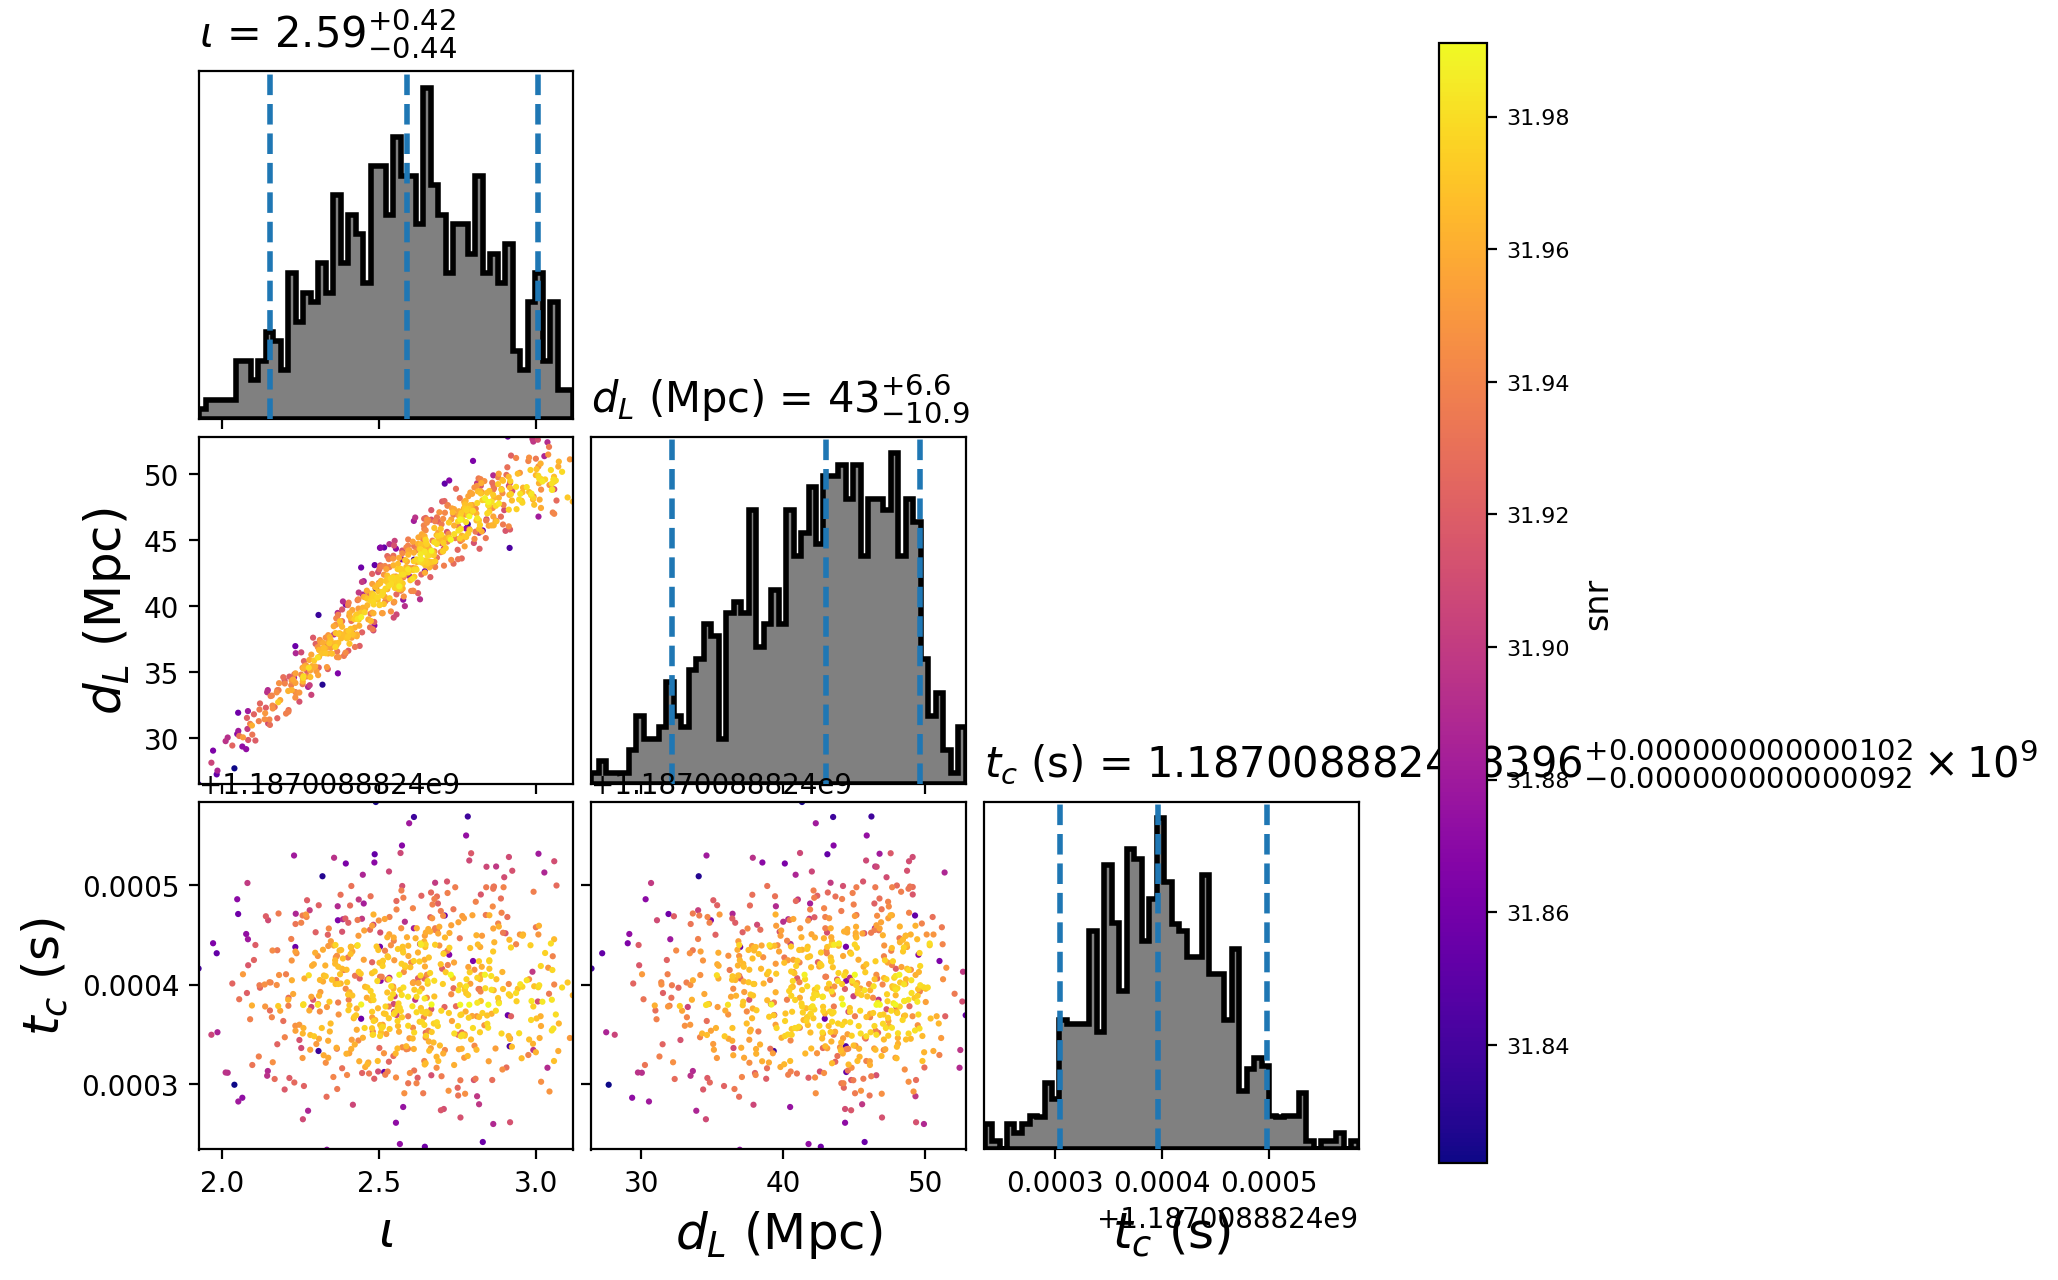 ι = 2.59+0.42−0.44
31.98
31.96
31.94
31.92
31.90
31.88
31.86
31.84
snr
d_L (Mpc) = 43+6.6−10.9
50
45
40
35
30
d_L (Mpc)
+1.1870088824e9
+1.1870088824e9
t_c (s) = 1.1870088824 8396+0.000000000000102−0.000000000000092 × 10^9
0.0005
0.0004
0.0003
t_c (s)
2.0 2.5 3.0
ι
30 40 50
d_L (Mpc)
0.0003 0.0004 0.0005
+1.1870088824e9
t_c (s)